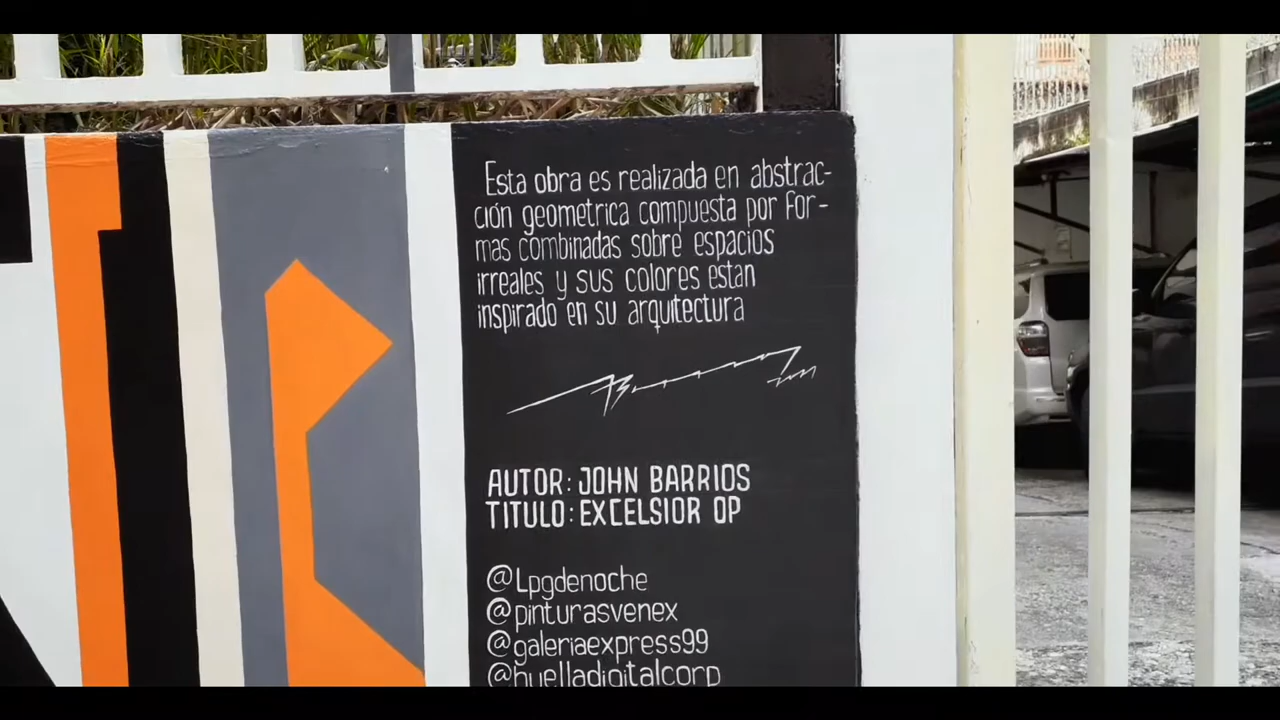 Esta obra es realizada en abstrac-
ción geometrica compuesta por For-
mas combinadas sobre espacios
irreales y sus colores estan
inspirado en su arquitectura
AUTOR: JOHN BARRIOS
TITULO: EXCELSIOR OP
@Lpgdenoche
@pinturasvenex
@galeriaexpress99
@huelladigitalcorp